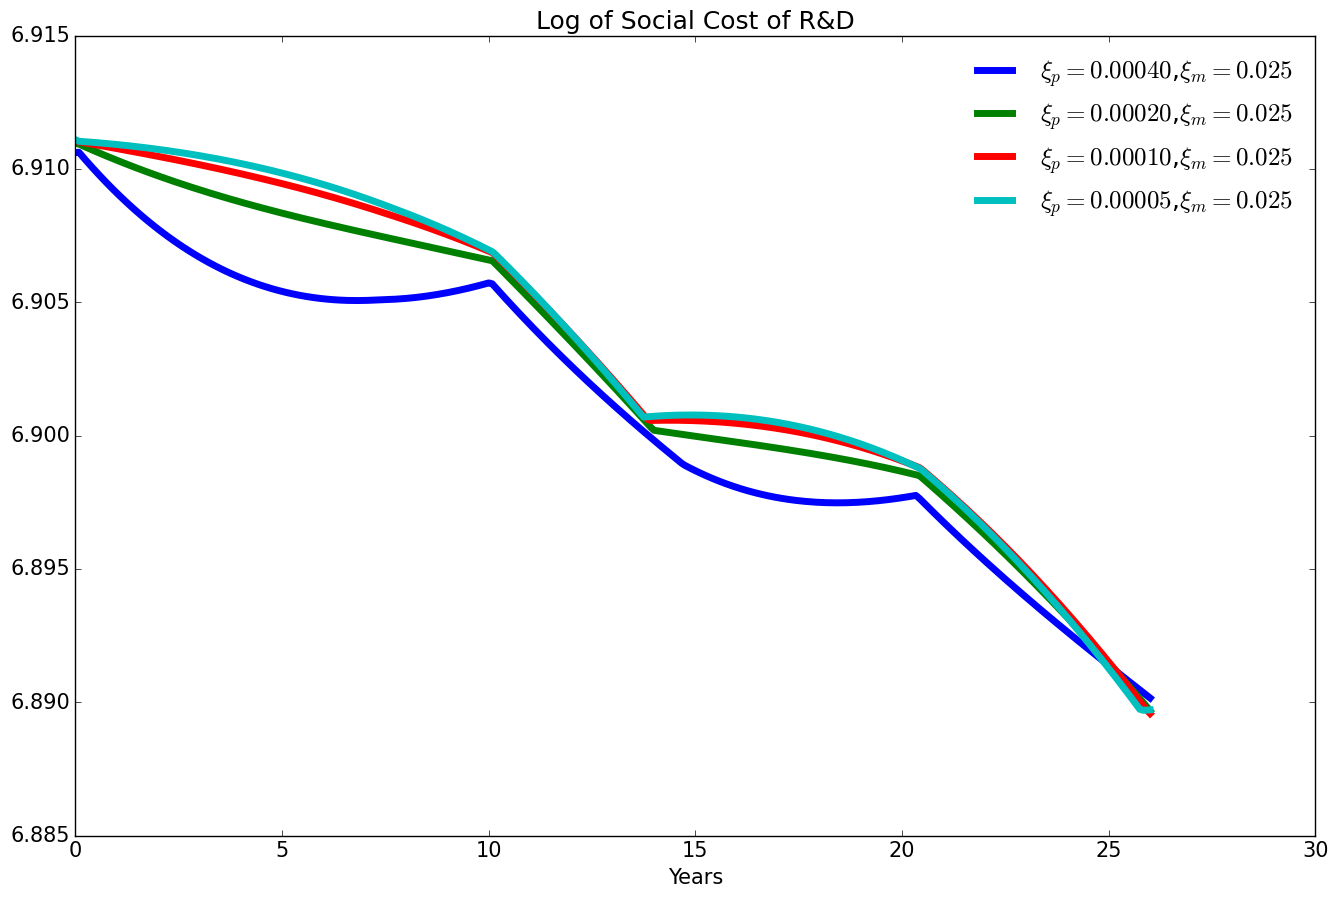 Log of Social Cost of R&D
6.915
6.910
6.905
6.900
6.895
6.890
6.885
ξ_p = 0.00040,ξ_m = 0.025
ξ_p = 0.00020,ξ_m = 0.025
ξ_p = 0.00010,ξ_m = 0.025
ξ_p = 0.00005,ξ_m = 0.025
0 5 10 15 20 25 30
Years